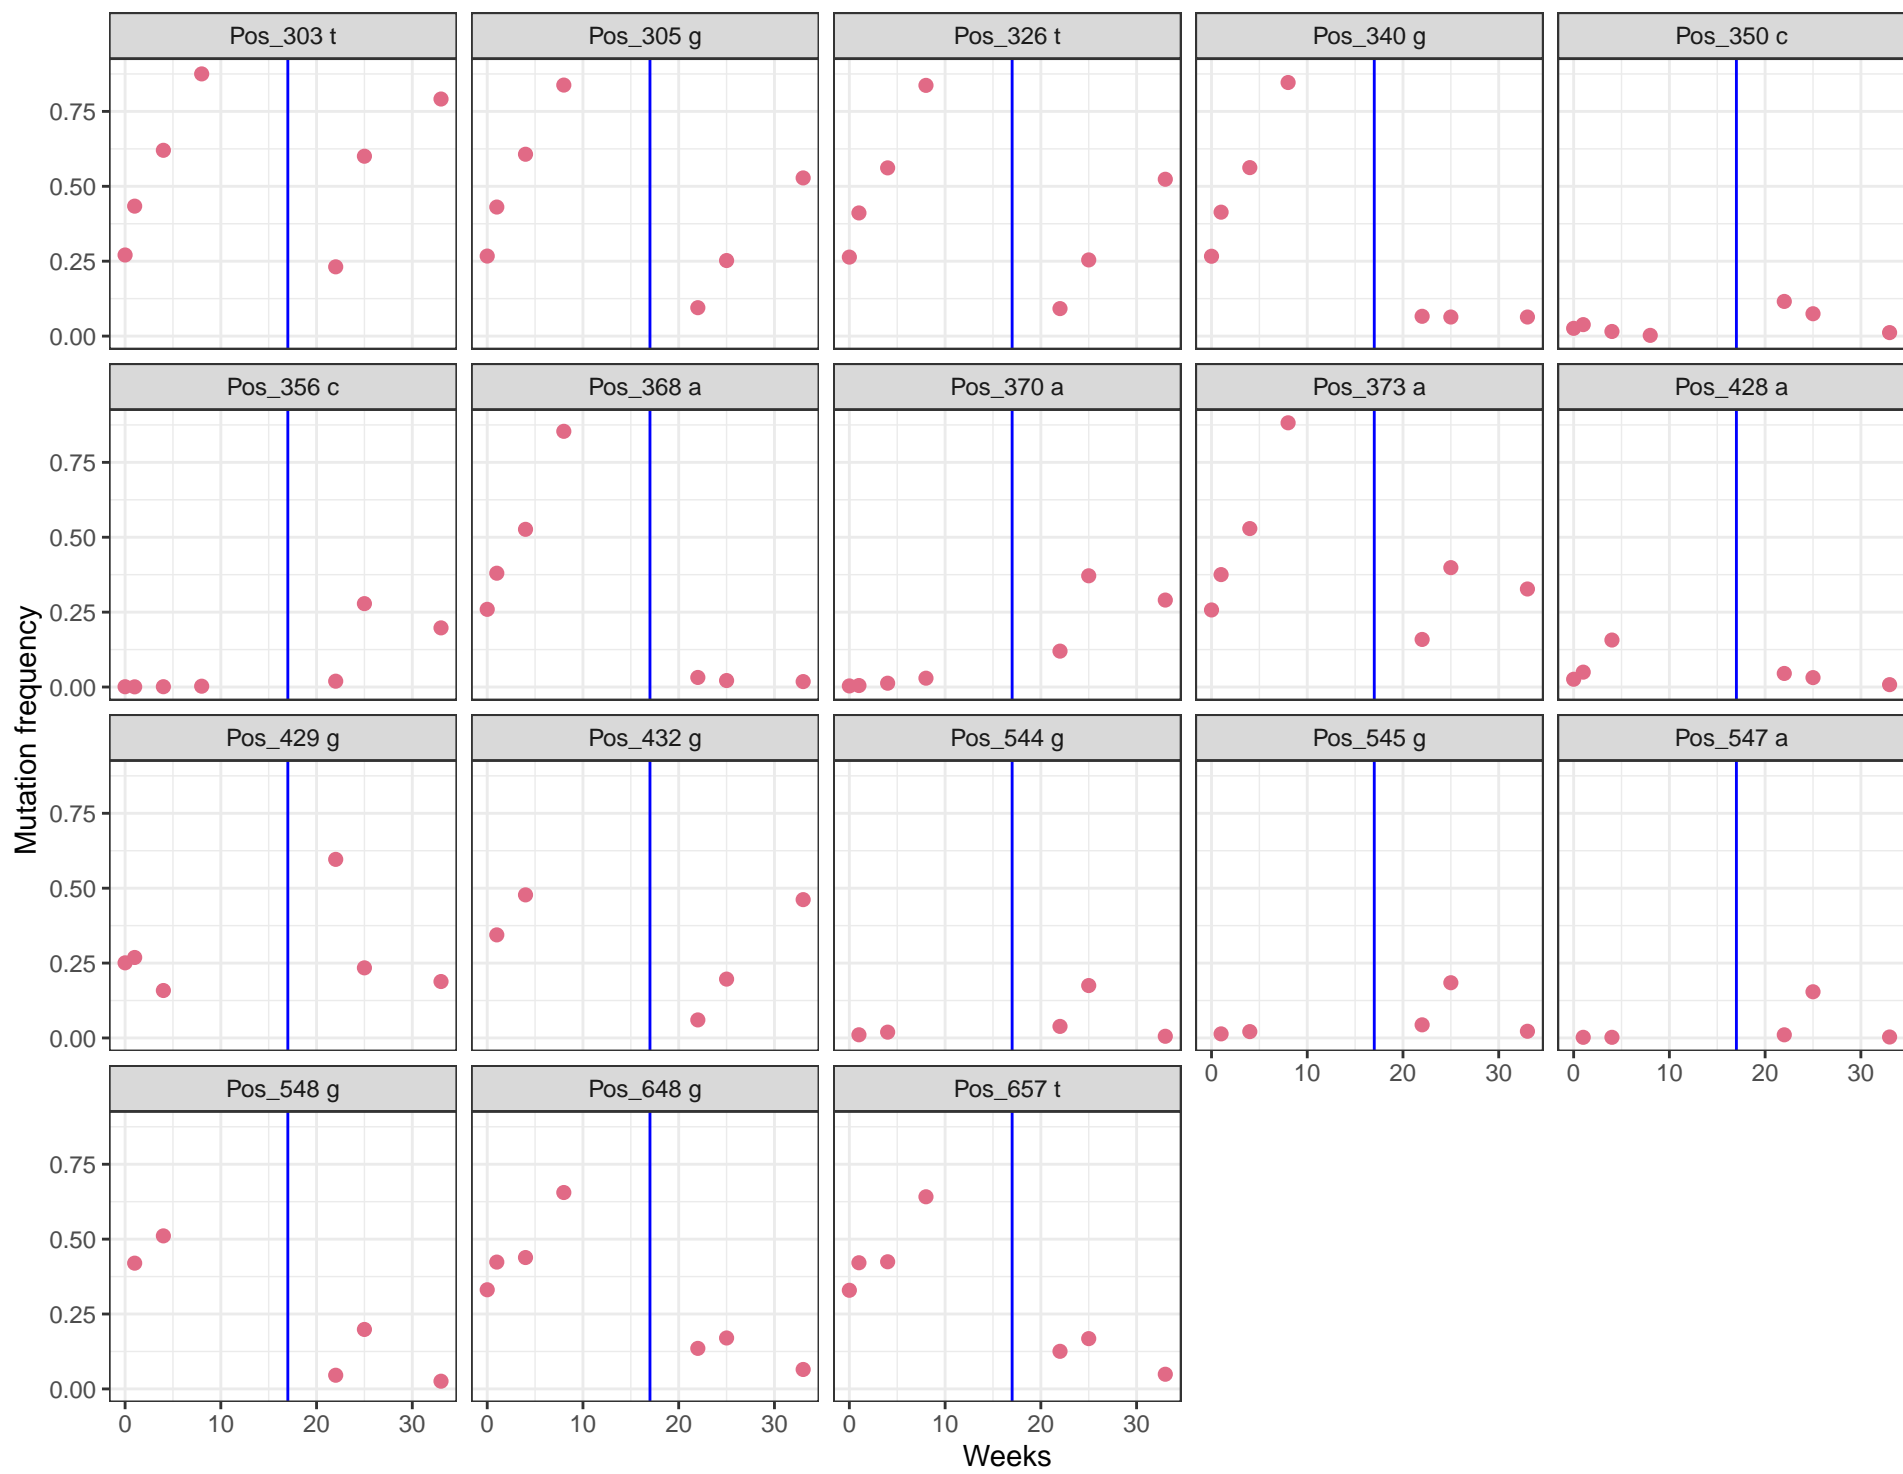 Pos_303 t Pos_305 g Pos_326 t Pos_340 g Pos_350 c
0.75
0.50
0.25
0.00
Pos_356 c Pos_368 a Pos_370 a Pos_373 a Pos_428 a
0.75
0.50
0.25
0.00
Mutation frequency
Pos_429 g Pos_432 g Pos_544 g Pos_545 g Pos_547 a
0.75
0.50
0.25
0.00
0 10 20 30 0 10 20 30
Pos_548 g Pos_648 g Pos_657 t
0.75
0.50
0.25
0.00
0 10 20 30 0 10 20 30 0 10 20 30
Weeks